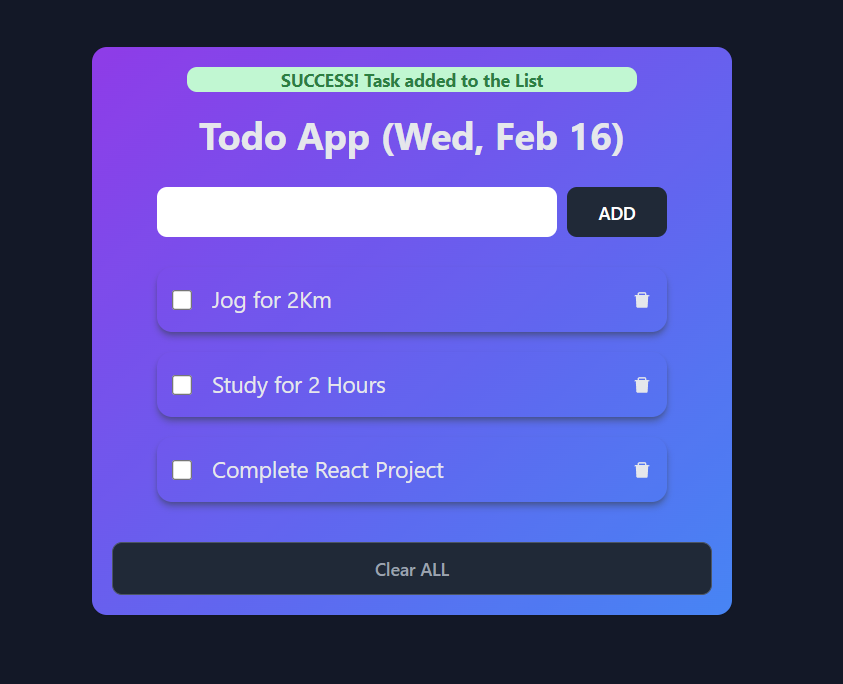 SUCCESS! Task added to the List
Todo App (Wed, Feb 16)
ADD
Jog for 2Km
Study for 2 Hours
Complete React Project
Clear ALL